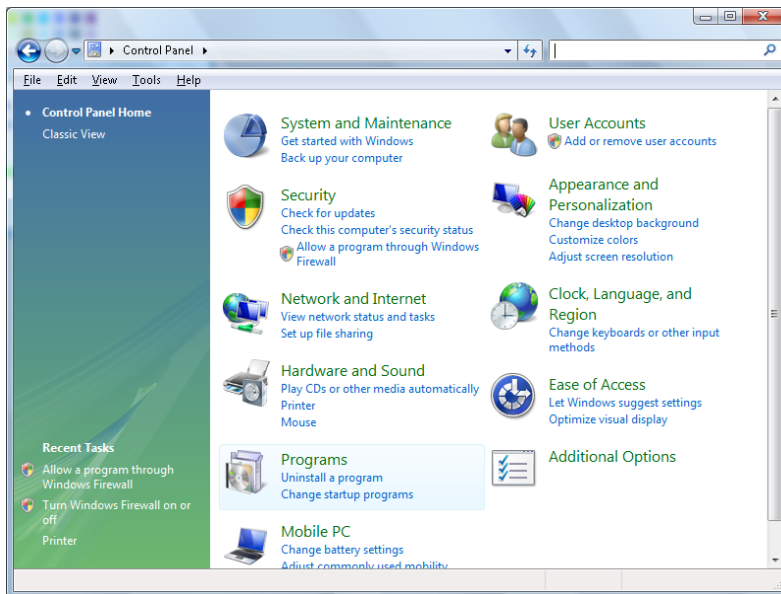 Control Panel
File Edit View Tools Help
Control Panel Home
Classic View
Recent Tasks
Allow a program through
Windows Firewall
Turn Windows Firewall on or
off
Printer
System and Maintenance
Get started with Windows
Back up your computer
Security
Check for updates
Check this computer's security status
Allow a program through Windows
Firewall
Network and Internet
View network status and tasks
Set up file sharing
Hardware and Sound
Play CDs or other media automatically
Printer
Mouse
Programs
Uninstall a program
Change startup programs
Mobile PC
Change battery settings
Adjust commonly used mobility
User Accounts
Add or remove user accounts
Appearance and
Personalization
Change desktop background
Customize colors
Adjust screen resolution
Clock, Language, and
Region
Change keyboards or other input
methods
Ease of Access
Let Windows suggest settings
Optimize visual display
Additional Options